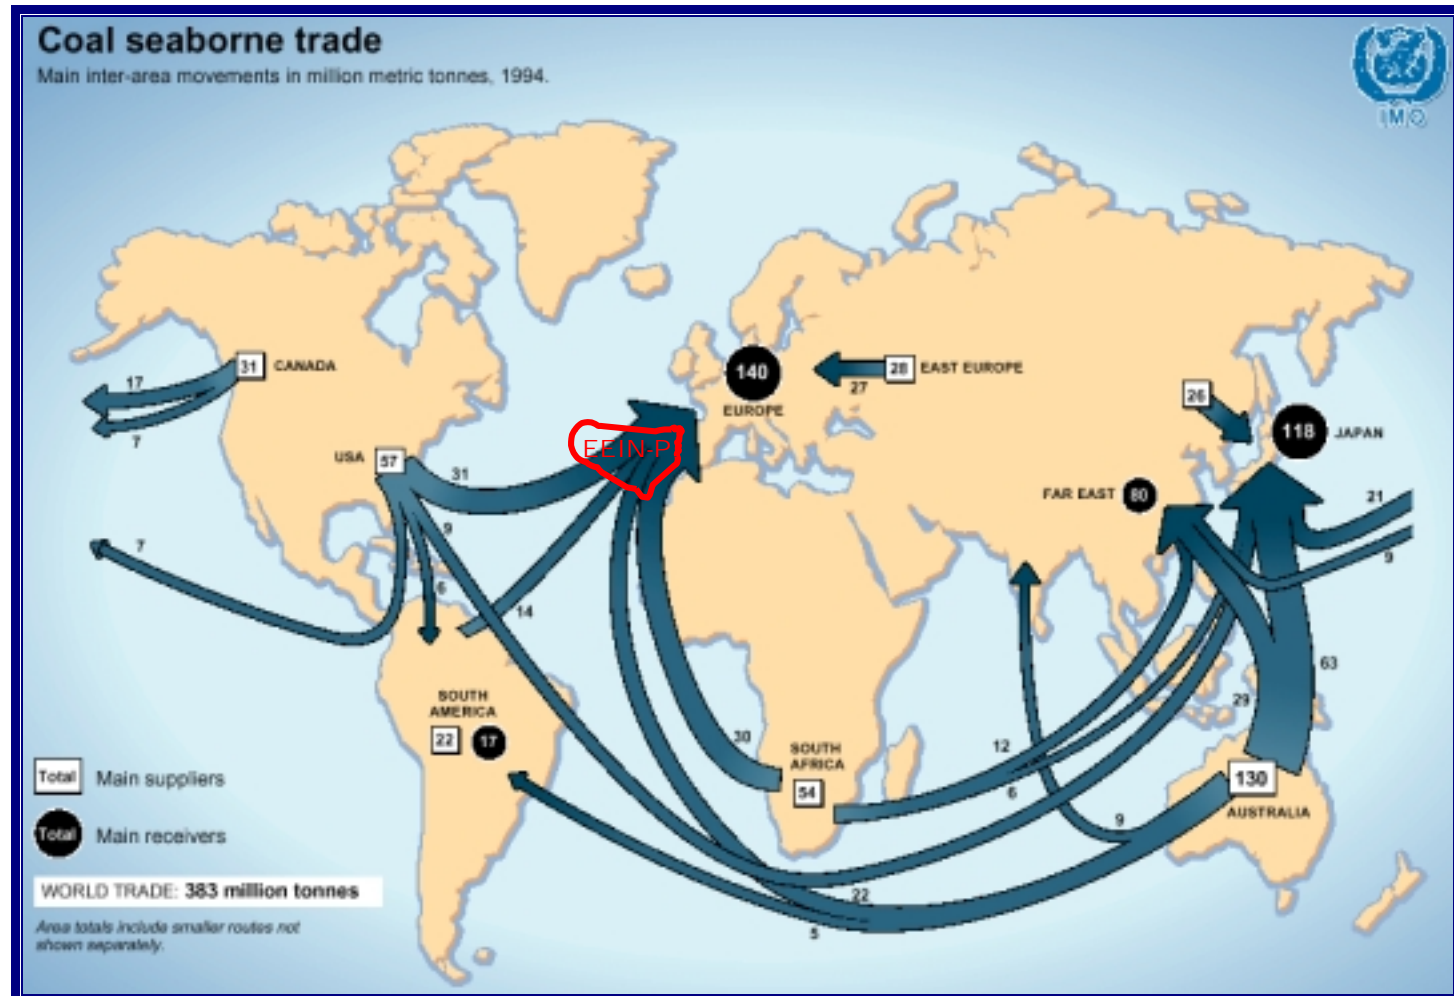 Coal seaborne trade
Main inter-area movements in million metric tonnes, 1994.
IMO
31 CANADA
17
7
140
EUROPE
28 EAST EUROPE
27
26
118 JAPAN
EEIN-P
USA 57
31
FAR EAST 80
21
9
9
7
6
14
63
SOUTH
AMERICA
22 17
29
30
SOUTH
AFRICA
54
12
6
130
AUSTRALIA
9
22
5
Total Main suppliers
Total Main receivers
WORLD TRADE: 383 million tonnes
Area totals include smaller routes not
shown separately.